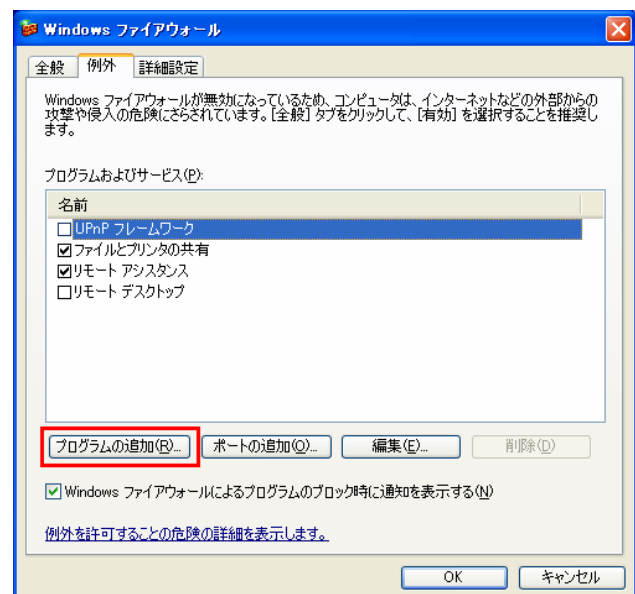 Windows ファイアウォール
全般 例外 詳細設定
Windows ファイアウォールが無効になっているため、コンピュータは、インターネットなどの外部からの
攻撃や侵入の危険にさらされています。[全般] タブをクリックして、[有効] を選択することを推奨し
ます。
プログラムおよびサービス(P):
名前
UPnP フレームワーク
ファイルとプリンタの共有
リモート アシスタンス
リモート デスクトップ
プログラムの追加(R)... ポートの追加(O)... 編集(E)... 削除(D)
Windows ファイアウォールによるプログラムのブロック時に通知を表示する(N)
例外を許可することの危険の詳細を表示します。
OK キャンセル